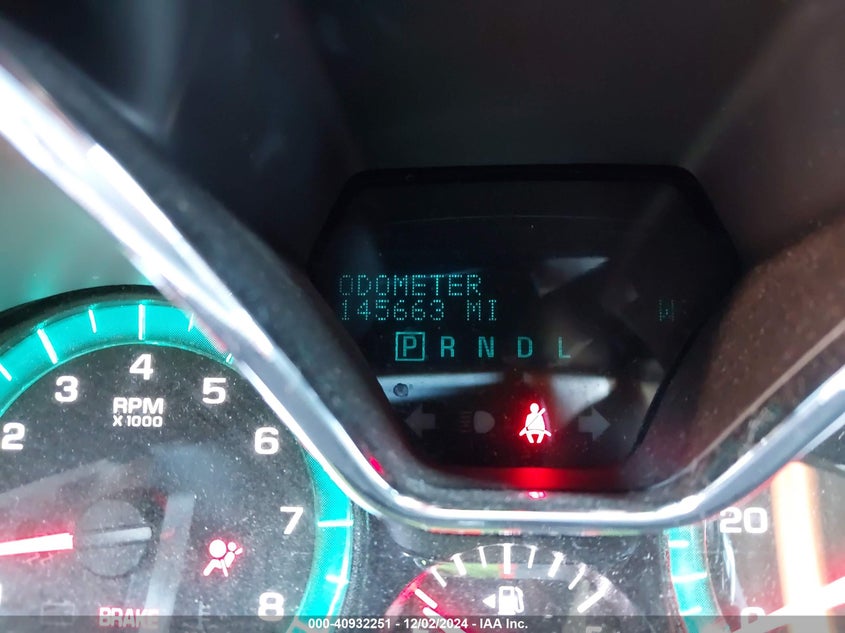 ODOMETER
145663 MI W
P R N D L
4
3 5
RPM
X 1000
2 6
7
20
BRAKE
8
000-40932251 - 12/02/2024 - IAA Inc.